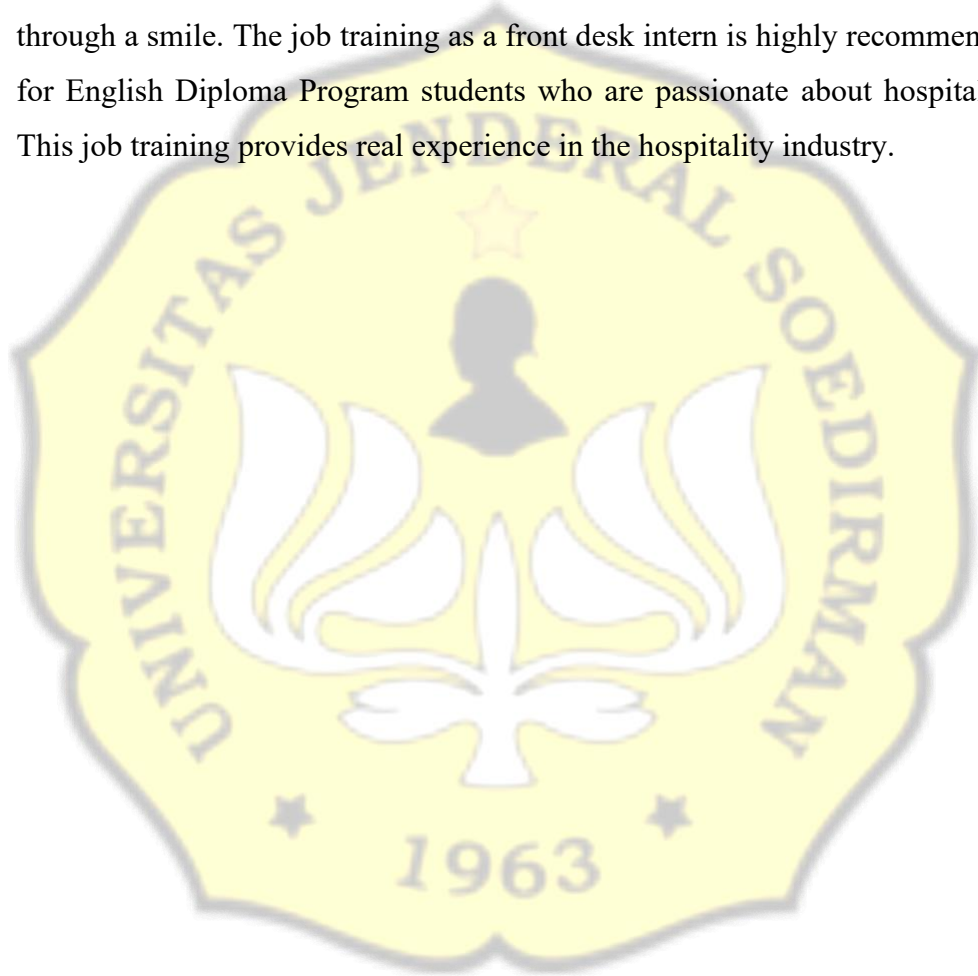 through a smile. The job training as a front desk intern is highly recommen
for English Diploma Program students who are passionate about hospita
This job training provides real experience in the hospitality industry.
UNIVERSITAS JENDERAL SOEDIRMAN
1963